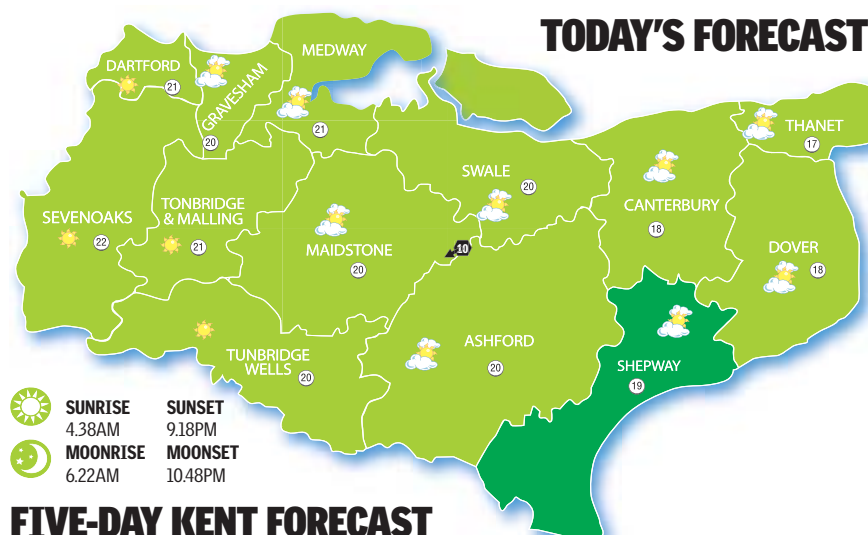 TODAY'S FORECAST
MEDWAY
DARTFORD
21
GRAVESHAM
20
21
THANET
17
SWALE
20
CANTERBURY
18
SEVENOAKS
22
TONBRIDGE
& MALLING
21
MAIDSTONE
20
10
DOVER
18
TUNBRIDGE
WELLS
20
ASHFORD
20
SHEPWAY
19
SUNRISE SUNSET
4.38AM 9.18PM
MOONRISE MOONSET
6.22AM 10.48PM
FIVE-DAY KENT FORECAST